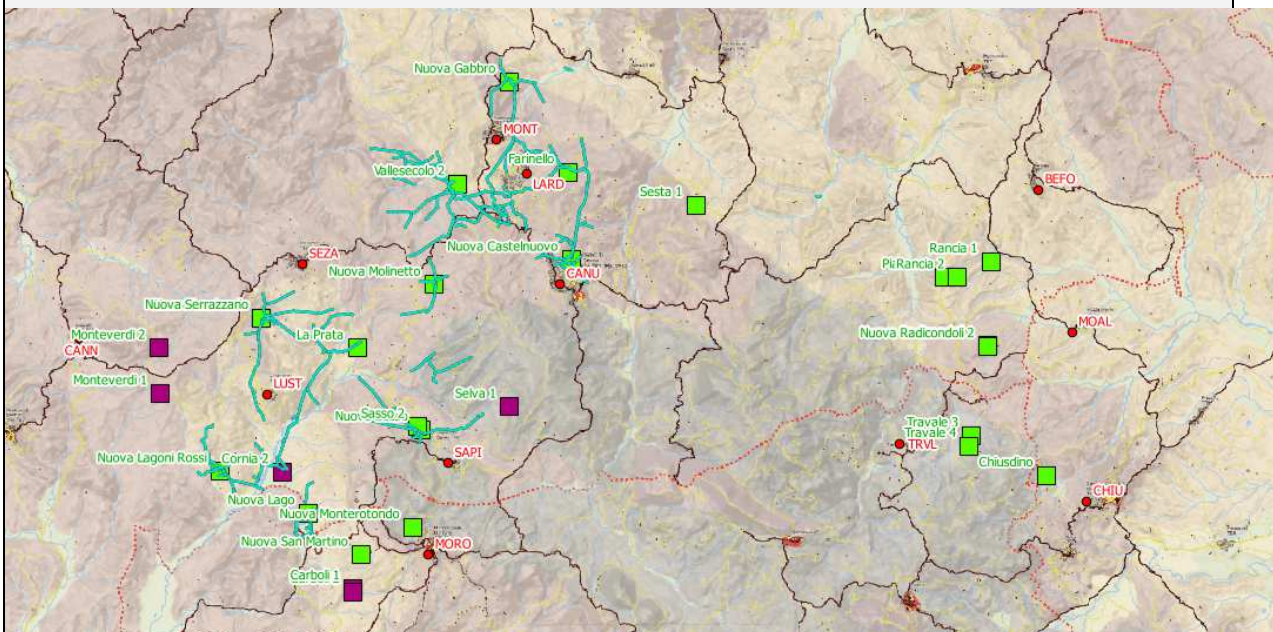 Nuova Gabbro
MONT
Farinello
Vallesecolo 2
LARD
BEFO
Sesta 1
Nuova Castelnuovo
Rancia 1
SEZA
Nuova Molinetto
Rancia 2
CANU
Nuova Serrazzano
MOAL
Monteverdi 2
La Prata
Nuova Radicondoli 2
CANN
Monteverdi 1
LUST
Selva 1
Sasso 2
Travale 3
Travale 4
TRVL
Nuova Lagoni Rossi
Cornia 2
SAPI
Chiusdino
CHIU
Nuova Lago
Nuova Monterotondo
Nuova San Martino
MORO
Carboli 1